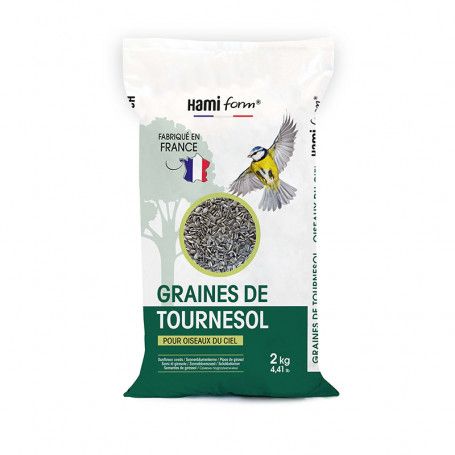 Hami form®
FABRIQUÉ EN
FRANCE
GRAINES DE
TOURNESOL
POUR OISEAUX DU CIEL
2 kg
4,41 lb
Hami form®
GRAINES DE TOURNESOL - OISEAUX DU CIEL